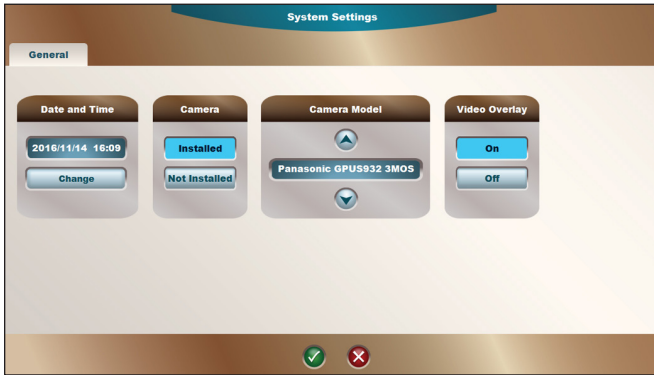 System Settings
General
Date and Time
2016/11/14 16:09
Change
Camera
Installed
Not Installed
Camera Model
Panasonic GPUS932 3MOS
Video Overlay
On
Off